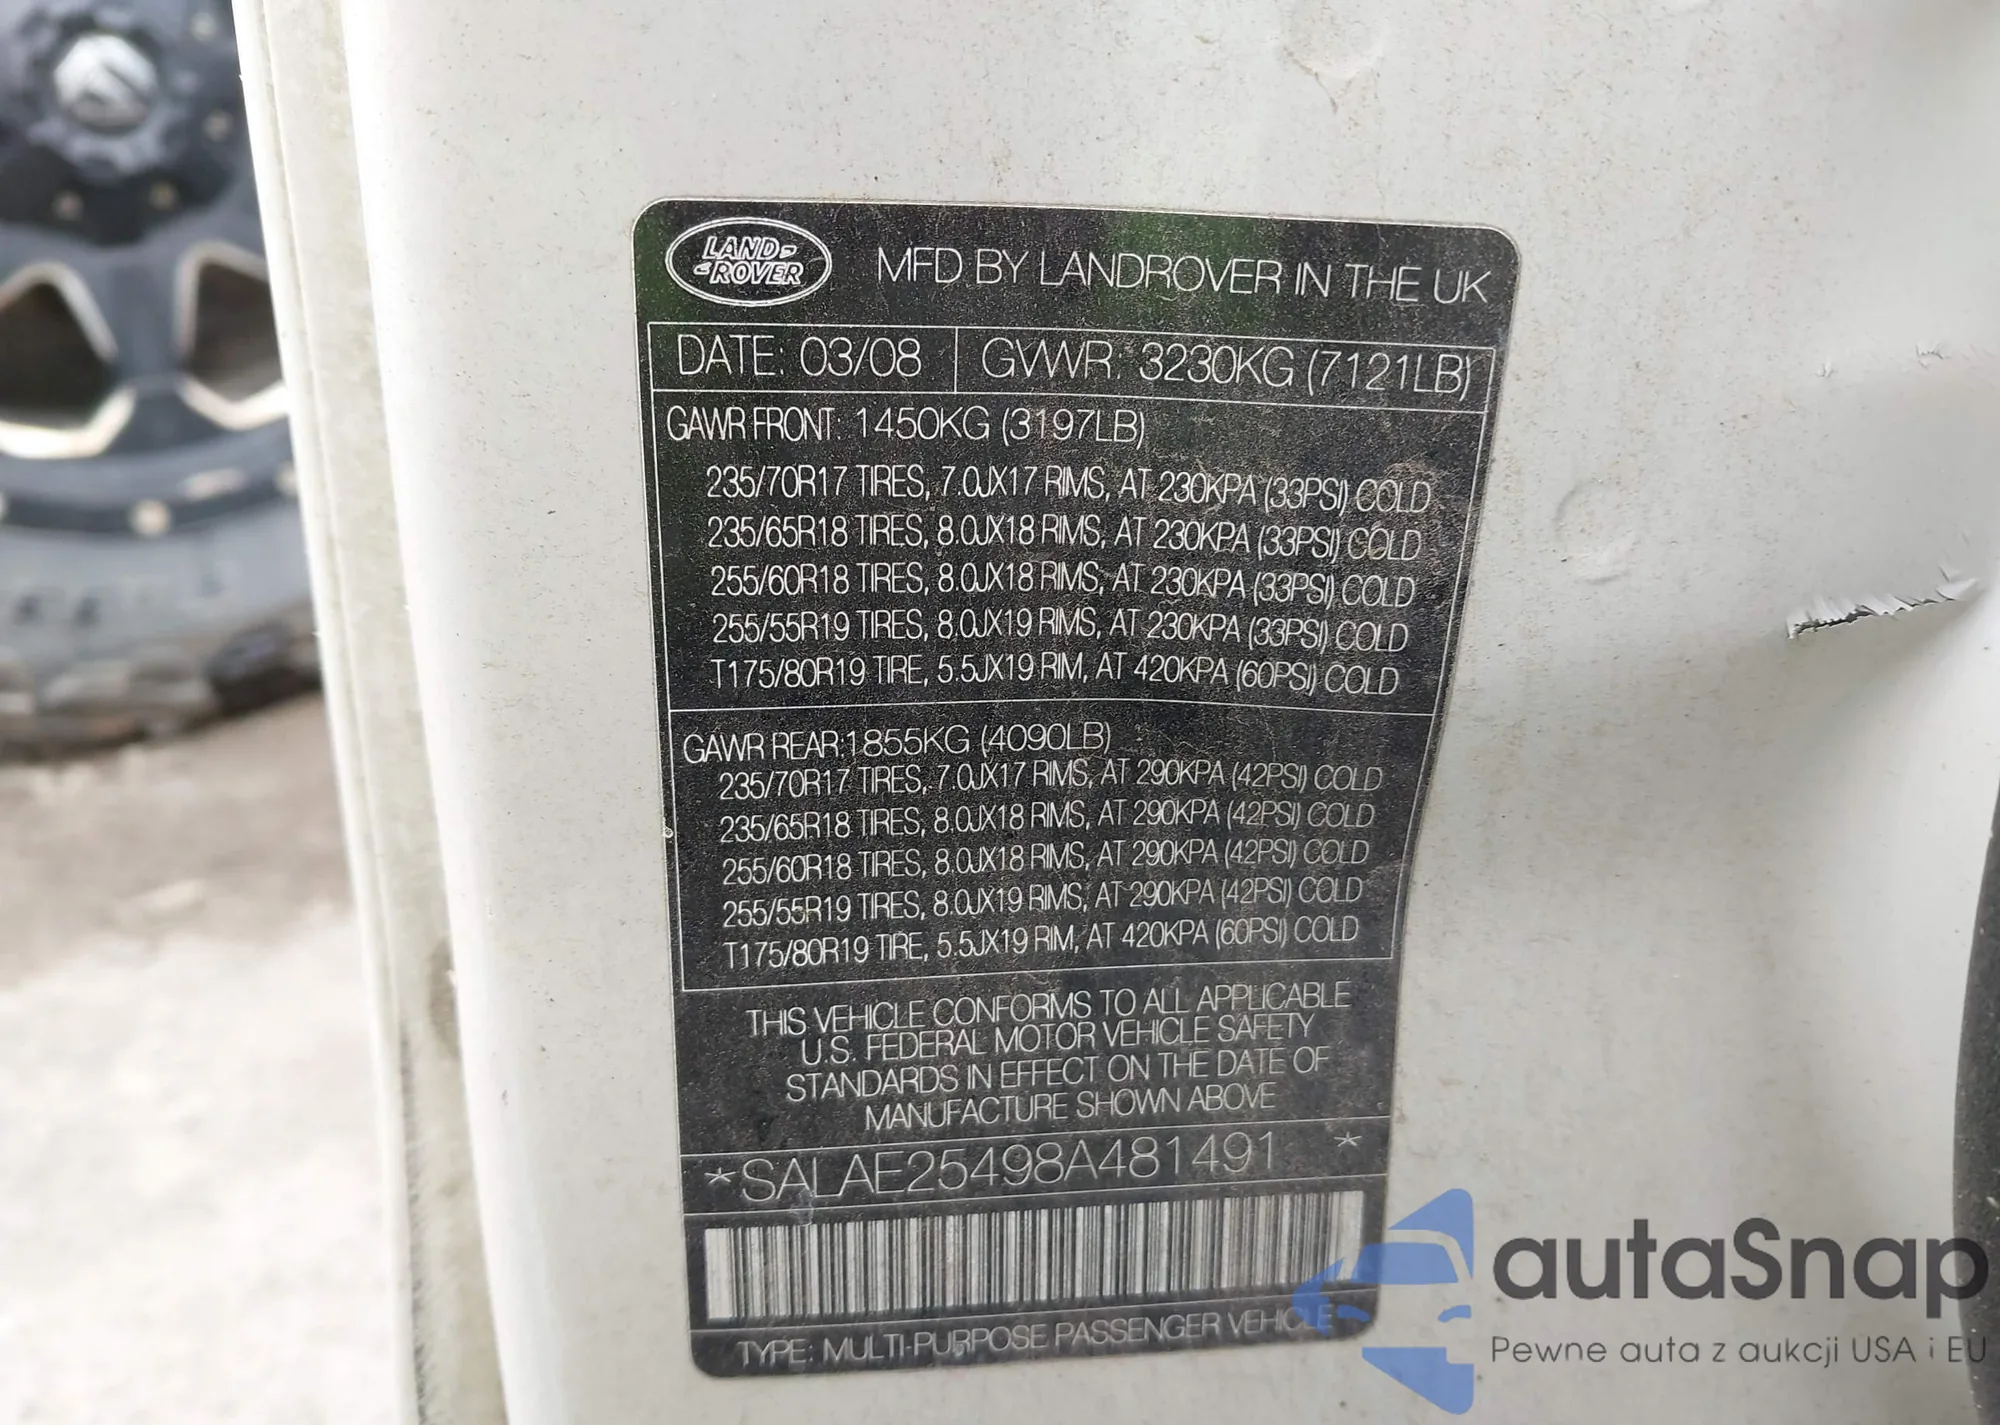 LAND
ROVER
MFD BY LANDROVER IN THE UK
DATE: 03/08 GVWR: 3230KG (7121LB)
GAWR FRONT: 1450KG (3197LB)
235/70R17 TIRES, 7.0JX17 RIMS, AT 230KPA (33PSI) COLD
235/65R18 TIRES, 8.0JX18 RIMS, AT 230KPA (33PSI) COLD
255/60R18 TIRES, 8.0JX18 RIMS, AT 230KPA (33PSI) COLD
255/55R19 TIRES, 8.0JX19 RIMS, AT 230KPA (33PSI) COLD
T175/80R19 TIRE, 5.5JX19 RIM, AT 420KPA (60PSI) COLD
GAWR REAR:1855KG (4090LB)
235/70R17 TIRES, 7.0JX17 RIMS, AT 290KPA (42PSI) COLD
235/65R18 TIRES, 8.0JX18 RIMS, AT 290KPA (42PSI) COLD
255/60R18 TIRES, 8.0JX18 RIMS, AT 290KPA (42PSI) COLD
255/55R19 TIRES, 8.0JX19 RIMS, AT 290KPA (42PSI) COLD
T175/80R19 TIRE, 5.5JX19 RIM, AT 420KPA (60PSI) COLD
THIS VEHICLE CONFORMS TO ALL APPLICABLE
U.S. FEDERAL MOTOR VEHICLE SAFETY
STANDARDS IN EFFECT ON THE DATE OF
MANUFACTURE SHOWN ABOVE
*SALAE25498A481491 *
TYPE: MULTI-PURPOSE PASSENGER VEHICLE
autaSnap
Pewne auta z aukcji USA i EU